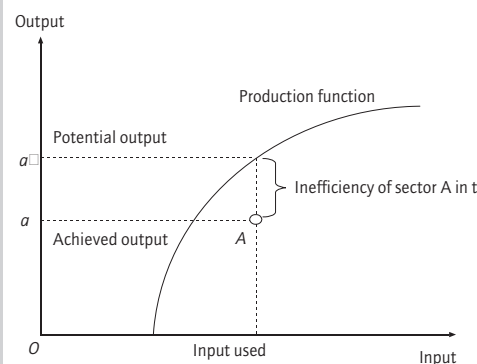 Output
Production function
Potential output
a
Inefficiency of sector A in t
a
Achieved output
A
O
Input used
Input